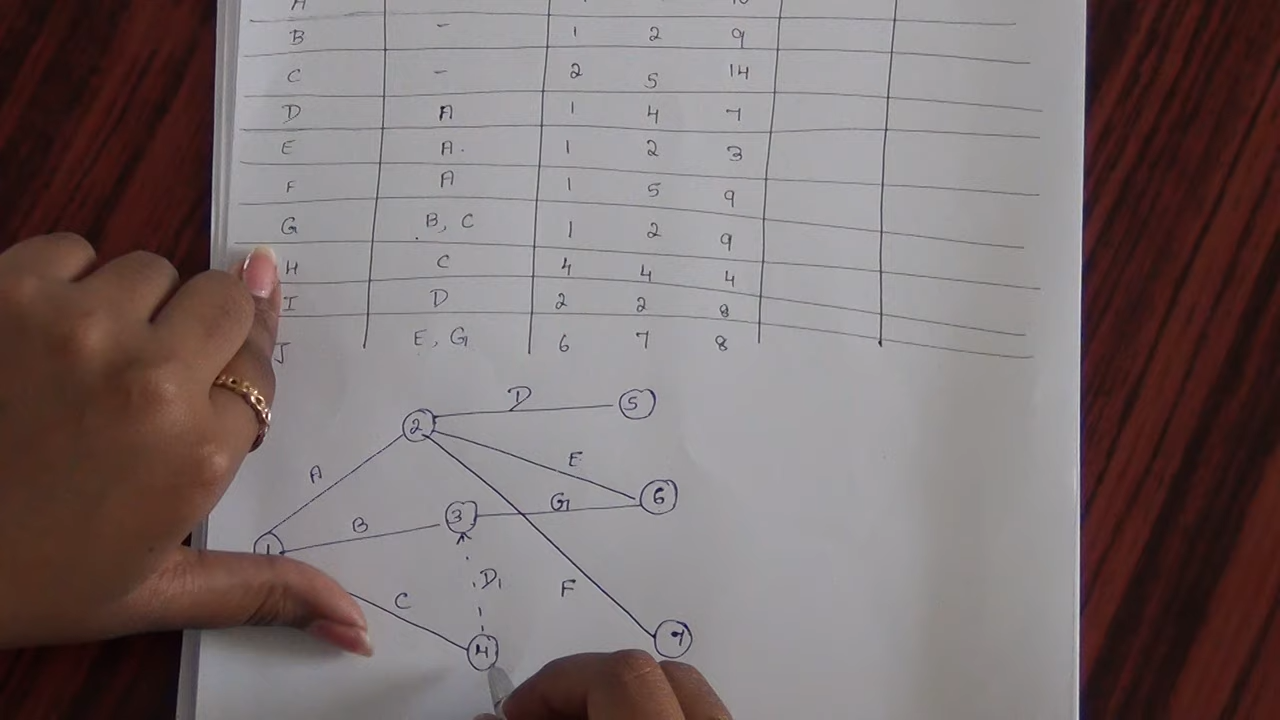 A 10
B - 1 2 9
C - 2 5 14
D A 1 4 7
E A. 1 2 3
F A 1 5 9
G B, C 1 2 9
H C 4 4 4
I D 2 2 8
J E, G 6 7 8
D 5
2
A E
G 6
B 3
1
D1
C F
4 7